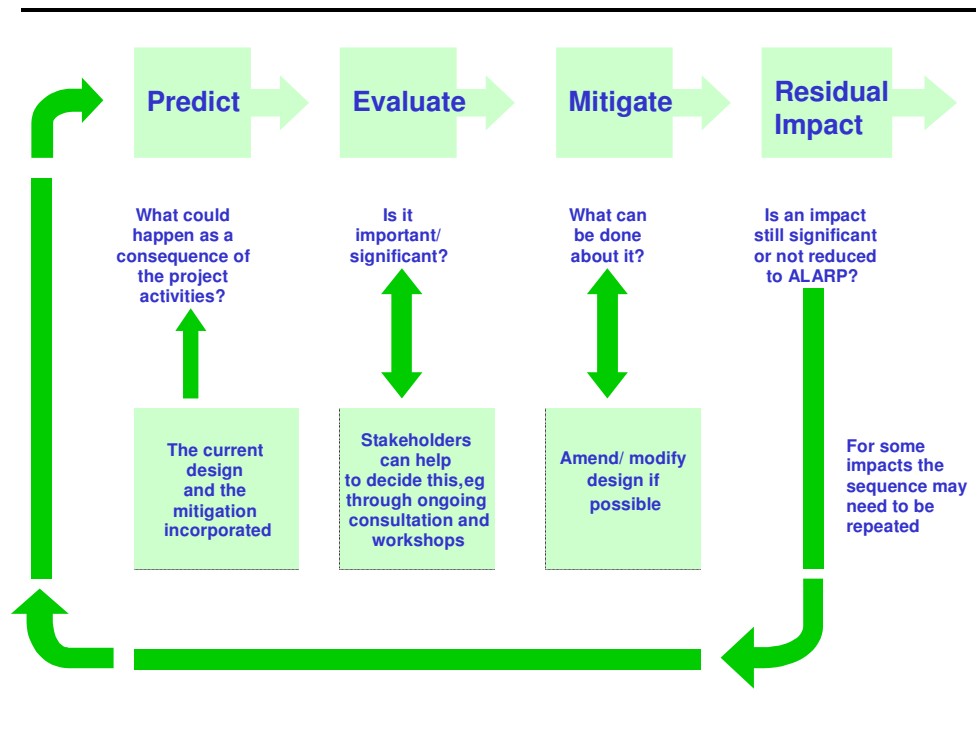 Predict
Evaluate
Mitigate
Residual
Impact
What could
happen as a
consequence of
the project
activities?
Is it
important/
significant?
What can
be done
about it?
Is an impact
still significant
or not reduced
to ALARP?
The current
design
and the
mitigation
incorporated
Stakeholders
can help
to decide this,eg
through ongoing
consultation and
workshops
Amend/ modify
design if
possible
For some
impacts the
sequence may
need to be
repeated